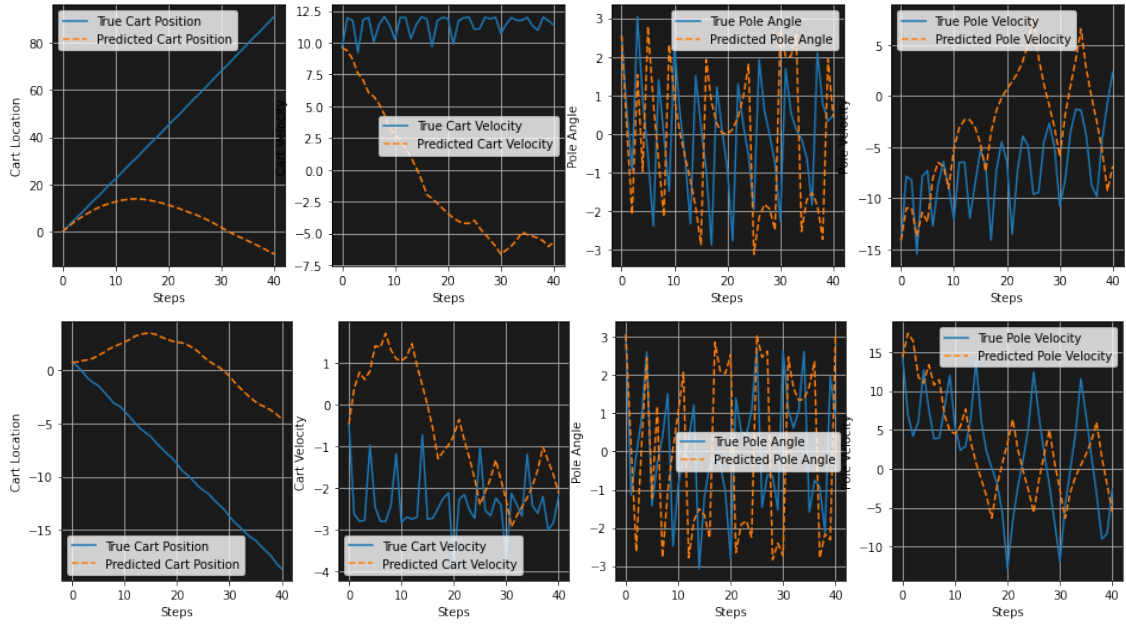 Cart Location
80
60
40
20
0
0
10
20
30
40
Steps
True Cart Position
Predicted Cart Position
Cart Velocity
12.5
10.0
7.5
5.0
2.5
0.0
−2.5
−5.0
−7.5
0
10
20
30
40
Steps
True Cart Velocity
Predicted Cart Velocity
Pole Angle
3
2
1
0
−1
−2
−3
0
10
20
30
40
Steps
True Pole Angle
Predicted Pole Angle
Pole Velocity
5
0
−5
−10
−15
0
10
20
30
40
Steps
True Pole Velocity
Predicted Pole Velocity
Cart Location
0
−5
−10
−15
0
10
20
30
40
Steps
True Cart Position
Predicted Cart Position
Cart Velocity
1
0
−1
−2
−3
−4
0
10
20
30
40
Steps
True Cart Velocity
Predicted Cart Velocity
Pole Angle
3
2
1
0
−1
−2
−3
0
10
20
30
40
Steps
True Pole Angle
Predicted Pole Angle
Pole Velocity
15
10
5
0
−5
−10
0
10
20
30
40
Steps
True Pole Velocity
Predicted Pole Velocity